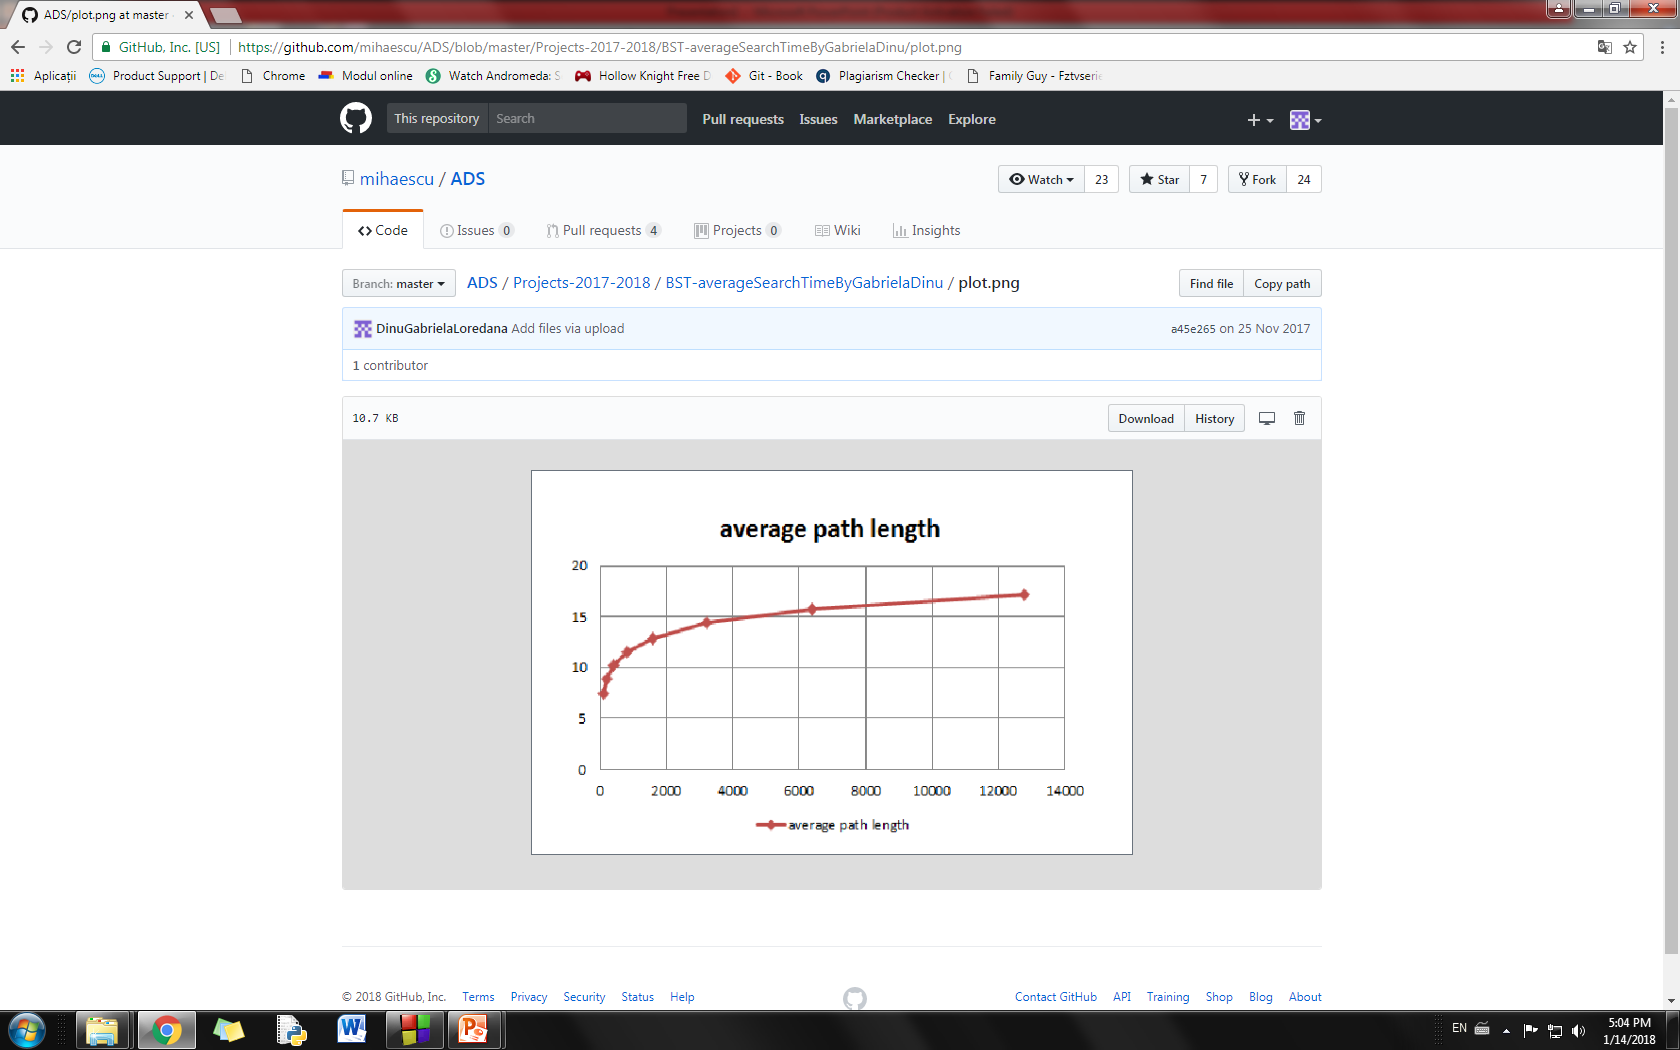 ADS/plot.png at master
GitHub, Inc. [US] https://github.com/mihaescu/ADS/blob/master/Projects-2017-2018/BST-averageSearchTimeByGabrielaDinu/plot.png
Aplicații Product Support | De Chrome Modul online Watch Andromeda: S Hollow Knight Free D Git - Book Plagiarism Checker | Family Guy - Fztvserie
This repository Search Pull requests Issues Marketplace Explore
mihaescu / ADS Watch 23 Star 7 Fork 24
Code Issues 0 Pull requests 4 Projects 0 Wiki Insights
Branch: master ADS / Projects-2017-2018 / BST-averageSearchTimeByGabrielaDinu / plot.png Find file Copy path
DinuGabrielaLoredana Add files via upload a45e265 on 25 Nov 2017
1 contributor
10.7 KB Download History
average path length
20
15
10
5
0
0 2000 4000 6000 8000 10000 12000 14000
average path length
© 2018 GitHub, Inc. Terms Privacy Security Status Help Contact GitHub API Training Shop Blog About
EN 5:04 PM
1/14/2018